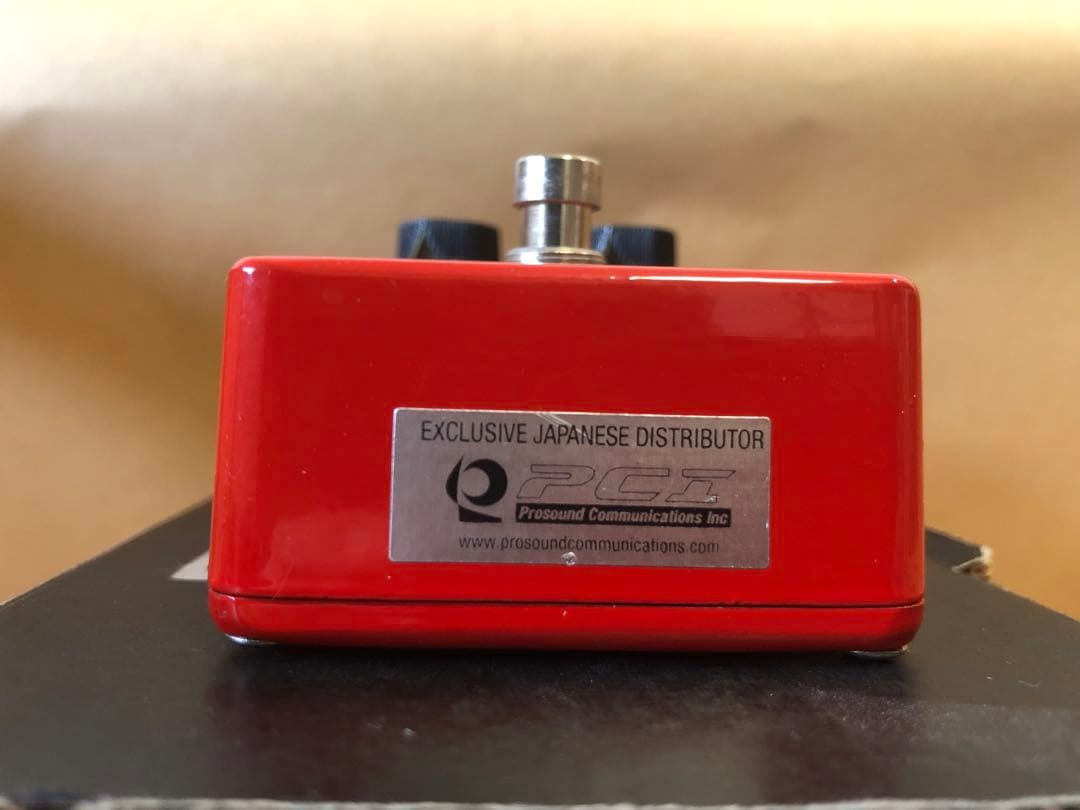 EXCLUSIVE JAPANESE DISTRIBUTOR
PCI
Prosound Communications Inc
www.prosoundcommunications.com